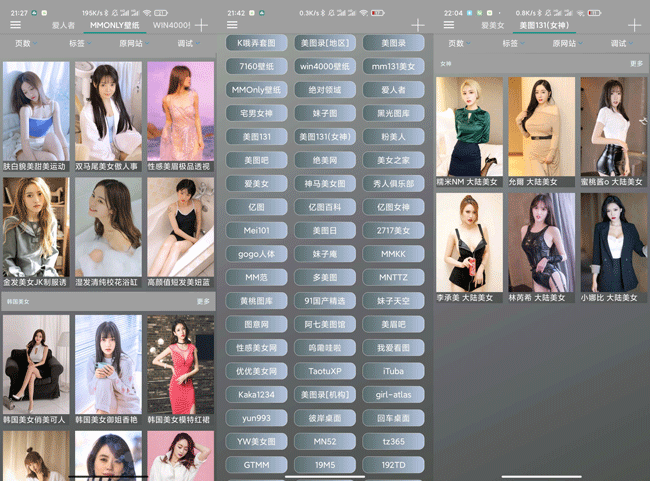 21:27
195K/s
爱人者
MMONLY壁纸
WIN4000!
页数
标签
原网站
调试
肤白貌美甜美运动
双马尾美女傲人事
性感美眉极品透视
金发美女JK制服诱
湿发清纯校花浴缸
高颜值短发美妞蓝
韩国美女
更多
韩国美女俏美可人
韩国美女御姐香艳
韩国美女模特红裙
21:42
0.3K/s
K哦弄套图
美图录[地区]
美图录
7160壁纸
win4000壁纸
mm131美女
MMOnly壁纸
绝对领域
爱人者
宅男女神
妹子图
黑光图库
美图131
美图131(女神)
粉美人
美图吧
绝美网
美女之家
爱美女
神马美图
秀人俱乐部
亿图
亿图百科
亿图女神
Mei101
美图日
2717美女
gogo人体
妹子庵
MMKK
MM范
多美图
MNTTZ
黄桃图库
91国产精选
妹子天空
图意网
阿七美图馆
美眉吧
性感美女网
呜嘞哇啦
我爱看图
优优美女网
TaotuXP
iTuba
Kaka1234
美图录[机构]
girl-atlas
yun993
彼岸桌面
回车桌面
YW美女图
MN52
tz365
GTMM
19M5
192TD
22:04
0.8K/s
爱美女
美图131(女神)
页数
标签
原网站
调试
女神
更多
糯米NM 大陆美女
允爾 大陆美女
蜜桃酱o 大陆美女
李承美 大陆美女
林芮希 大陆美女
小娜比 大陆美女